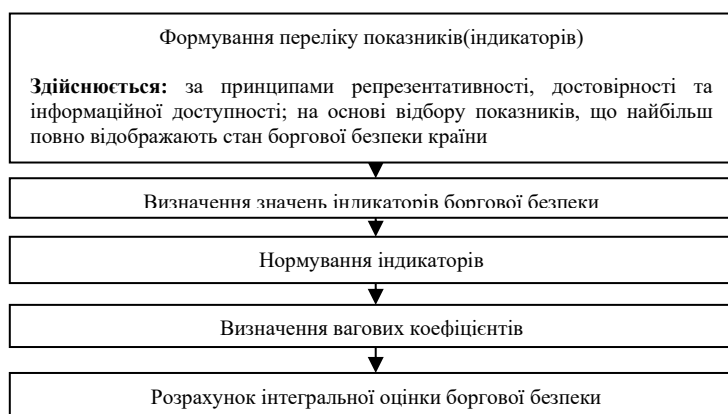 Формування переліку показників(індикаторів)
Здійснюється: за принципами репрезентативності, достовірності та
інформаційної доступності; на основі відбору показників, що найбільш
повно відображають стан боргової безпеки країни
Визначення значень індикаторів боргової безпеки
Нормування індикаторів
Визначення вагових коефіцієнтів
Розрахунок інтегральної оцінки боргової безпеки